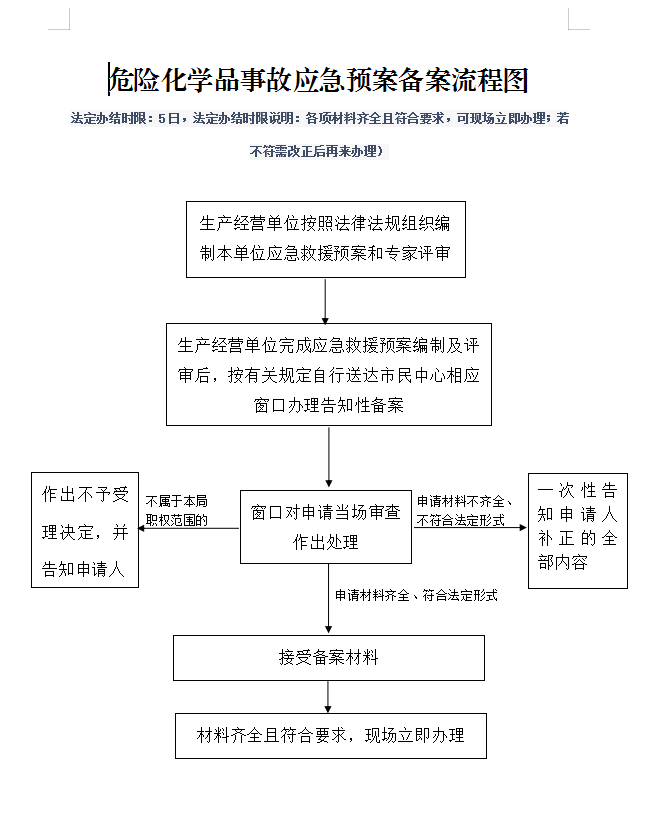 危险化学品事故应急预案备案流程图
法定办结时限：5日，法定办结时限说明：各项材料齐全且符合要求，可现场立即办理；若
不符需改正后再来办理）
生产经营单位按照法律法规组织编
制本单位应急救援预案和专家评审
生产经营单位完成应急救援预案编制及评
审后，按有关规定自行送达市民中心相应
窗口办理告知性备案
作出不予受
理决定，并
告知申请人
不属于本局
职权范围的
窗口对申请当场审查
作出处理
申请材料不齐全、
不符合法定形式
一次性告
知申请人
补正的全
部内容
申请材料齐全、符合法定形式
接受备案材料
材料齐全且符合要求，现场立即办理